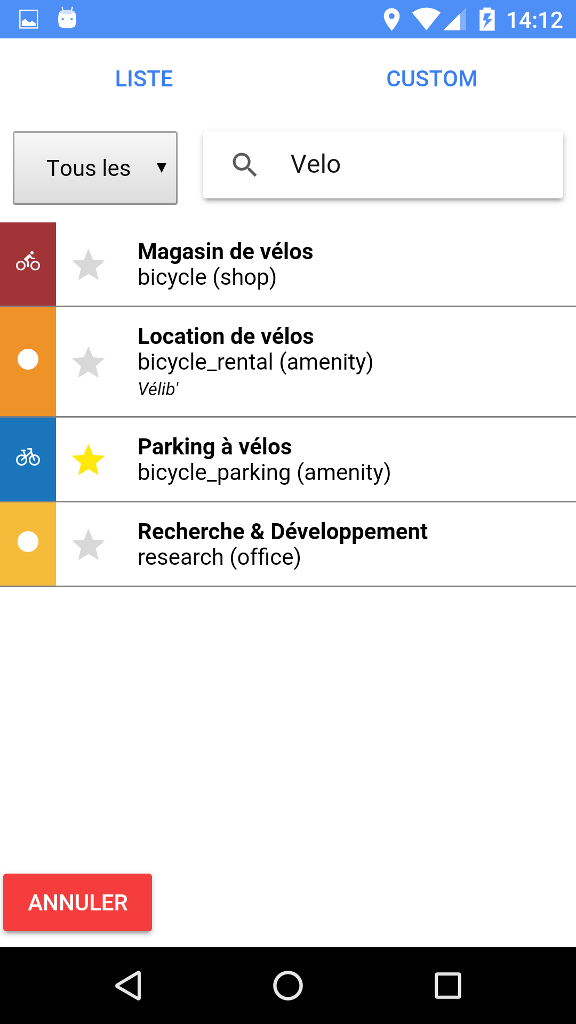 14:12
LISTE
CUSTOM
Tous les
Velo
Magasin de vélos
bicycle (shop)
Location de vélos
bicycle_rental (amenity)
Vélib'
Parking à vélos
bicycle_parking (amenity)
Recherche & Développement
research (office)
ANNULER